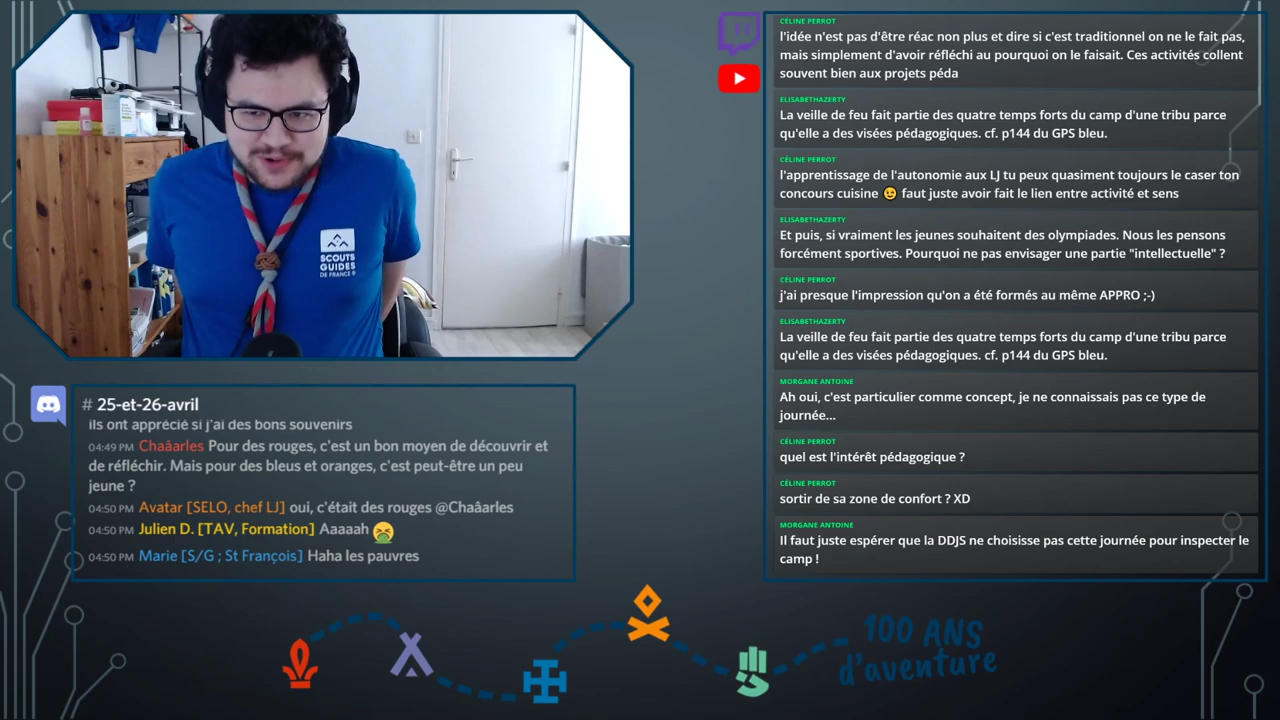 SCOUTS
GUIDES
DE FRANCE
# 25-et-26-avril
ils ont apprécié si j'ai des bons souvenirs
04:49 PM Chaâarles Pour des rouges, c'est un bon moyen de découvrir et
de réfléchir. Mais pour des bleus et oranges, c'est peut-être un peu
jeune ?
04:50 PM Avatar [SELO, chef LJ] oui, c'était des rouges @Chaâarles
04:50 PM Julien D. [TAV, Formation] Aaaaah 🤮
04:50 PM Marie [S/G ; St François] Haha les pauvres
CÉLINE PERROT
l'idée n'est pas d'être réac non plus et dire si c'est traditionnel on ne le fait pas,
mais simplement d'avoir réfléchi au pourquoi on le faisait. Ces activités collent
souvent bien aux projets péda
ELISABETHAZERTY
La veille de feu fait partie des quatre temps forts du camp d'une tribu parce
qu'elle a des visées pédagogiques. cf. p144 du GPS bleu.
CÉLINE PERROT
l'apprentissage de l'autonomie aux LJ tu peux quasiment toujours le caser ton
concours cuisine 😉 faut juste avoir fait le lien entre activité et sens
ELISABETHAZERTY
Et puis, si vraiment les jeunes souhaitent des olympiades. Nous les pensons
forcément sportives. Pourquoi ne pas envisager une partie "intellectuelle" ?
CÉLINE PERROT
j'ai presque l'impression qu'on a été formés au même APPRO ;-)
ELISABETHAZERTY
La veille de feu fait partie des quatre temps forts du camp d'une tribu parce
qu'elle a des visées pédagogiques. cf. p144 du GPS bleu.
MORGANE ANTOINE
Ah oui, c'est particulier comme concept, je ne connaissais pas ce type de
journée...
CÉLINE PERROT
quel est l'intérêt pédagogique ?
CÉLINE PERROT
sortir de sa zone de confort ? XD
MORGANE ANTOINE
Il faut juste espérer que la DDJS ne choisisse pas cette journée pour inspecter le
camp !
100 ANS
d'aventure